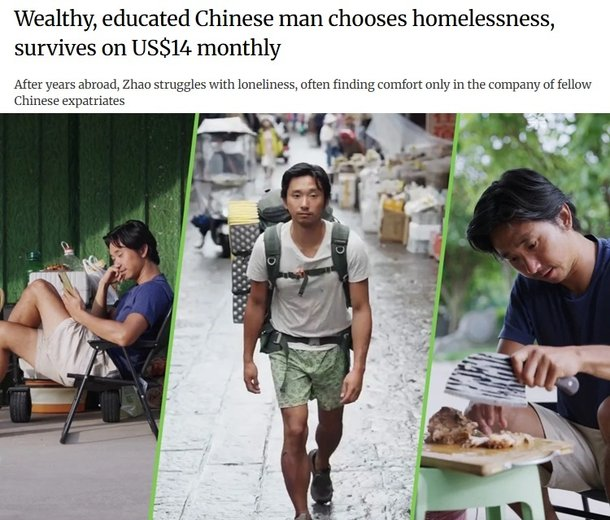 Wealthy, educated Chinese man chooses homelessness,
survives on US$14 monthly
After years abroad, Zhao struggles with loneliness, often finding comfort only in the company of fellow
Chinese expatriates